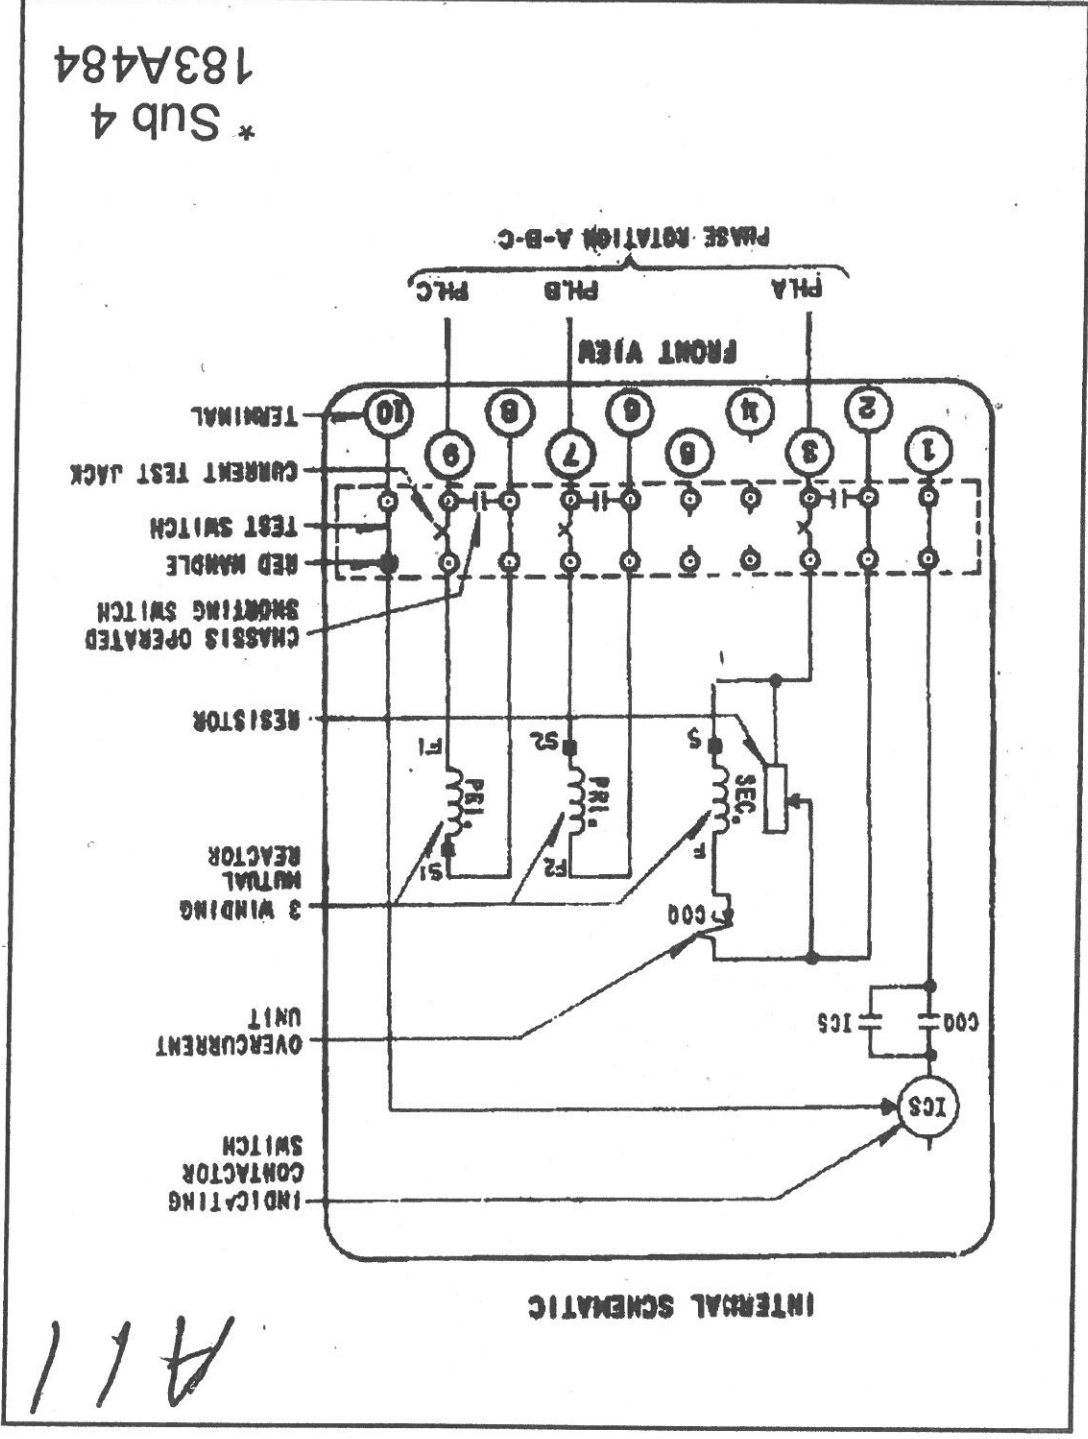 A11
INTERNAL SCHEMATIC
INDICATING
CONTACTOR
SWITCH
ICS
COQ
ICS
OVERCURRENT
UNIT
COQ
3 WINDING
MUTUAL
REACTOR
F
SEC.
S
F2
PRI.
S2
S1
PRI.
F1
RESISTOR
CHASSIS OPERATED
SHORTING SWITCH
RED HANDLE
TEST SWITCH
CURRENT TEST JACK
TERMINAL
1
3
5
7
9
2
4
6
8
10
FRONT VIEW
PH.A
PH.B
PH.C
PHASE ROTATION A-B-C
* Sub 4
183A484